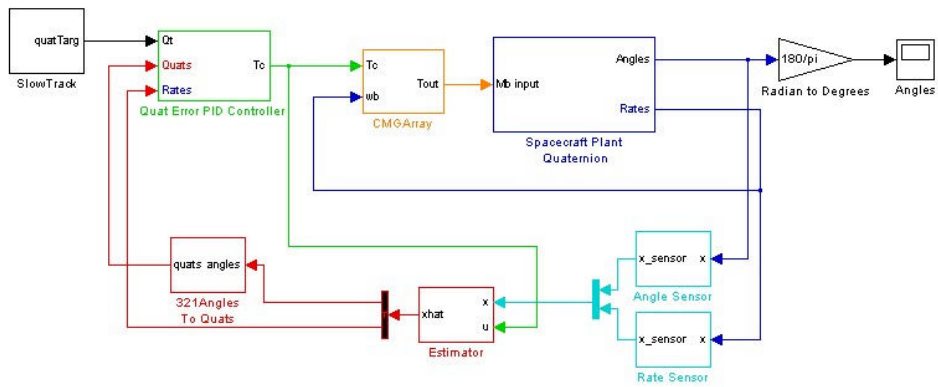 quatTarg
SlowTrack
Qt
Quats
Rates
Tc
Quat Error PID Controller
Tc
wb
Tout
CMGArray
Mb input
Angles
Rates
Spacecraft Plant
Quaternion
180/pi
Radian to Degrees
Angles
quats angles
321Angles
To Quats
xhat
x
u
Estimator
x_sensor x
Angle Sensor
x_sensor x
Rate Sensor